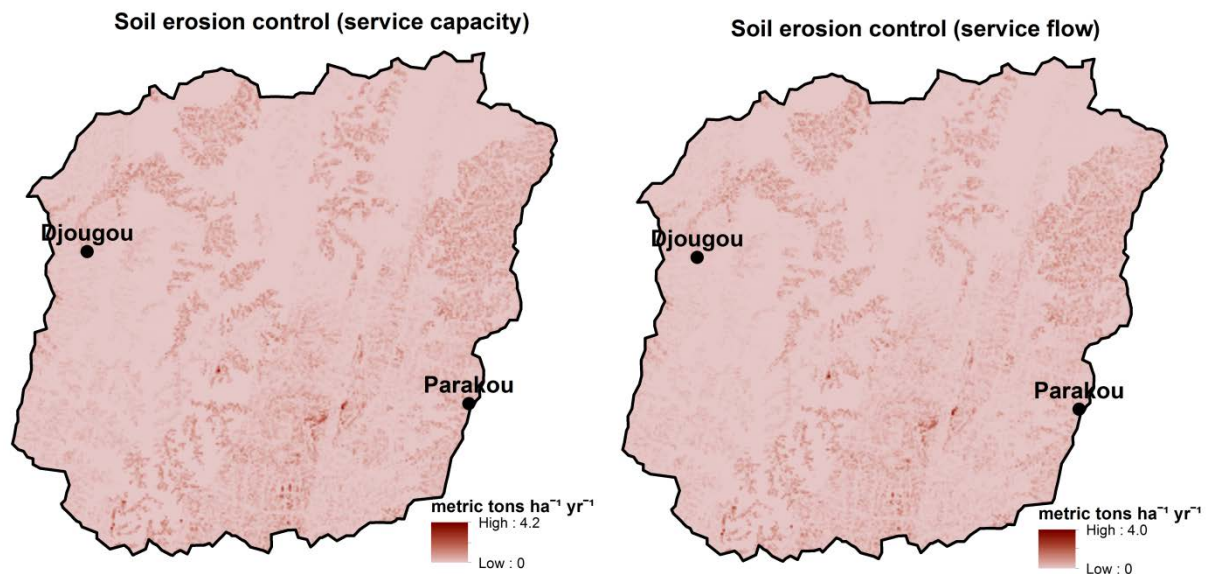 Soil erosion control (service capacity)
Djougou
Parakou
metric tons ha⁻¹ yr⁻¹
High : 4.2
Low : 0
Soil erosion control (service flow)
Djougou
Parakou
metric tons ha⁻¹ yr⁻¹
High : 4.0
Low : 0